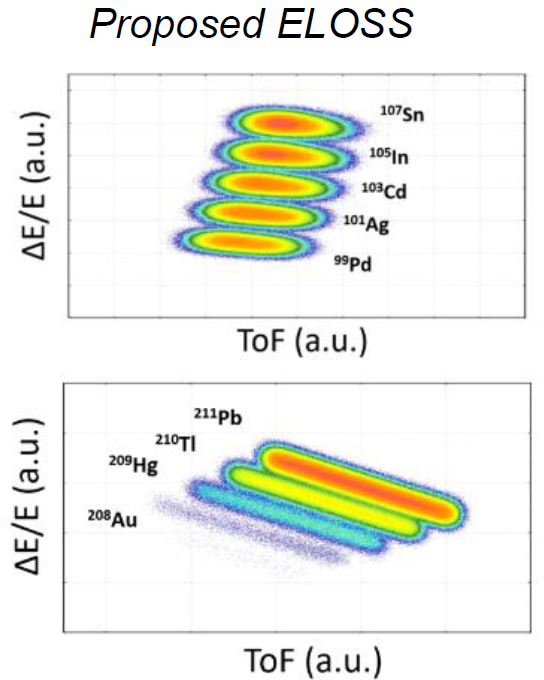 Proposed ELOSS
ΔE/E (a.u.)
¹⁰⁷Sn
¹⁰⁵In
¹⁰³Cd
¹⁰¹Ag
⁹⁹Pd
ToF (a.u.)
ΔE/E (a.u.)
²¹¹Pb
²¹⁰Tl
²⁰⁹Hg
²⁰⁸Au
ToF (a.u.)